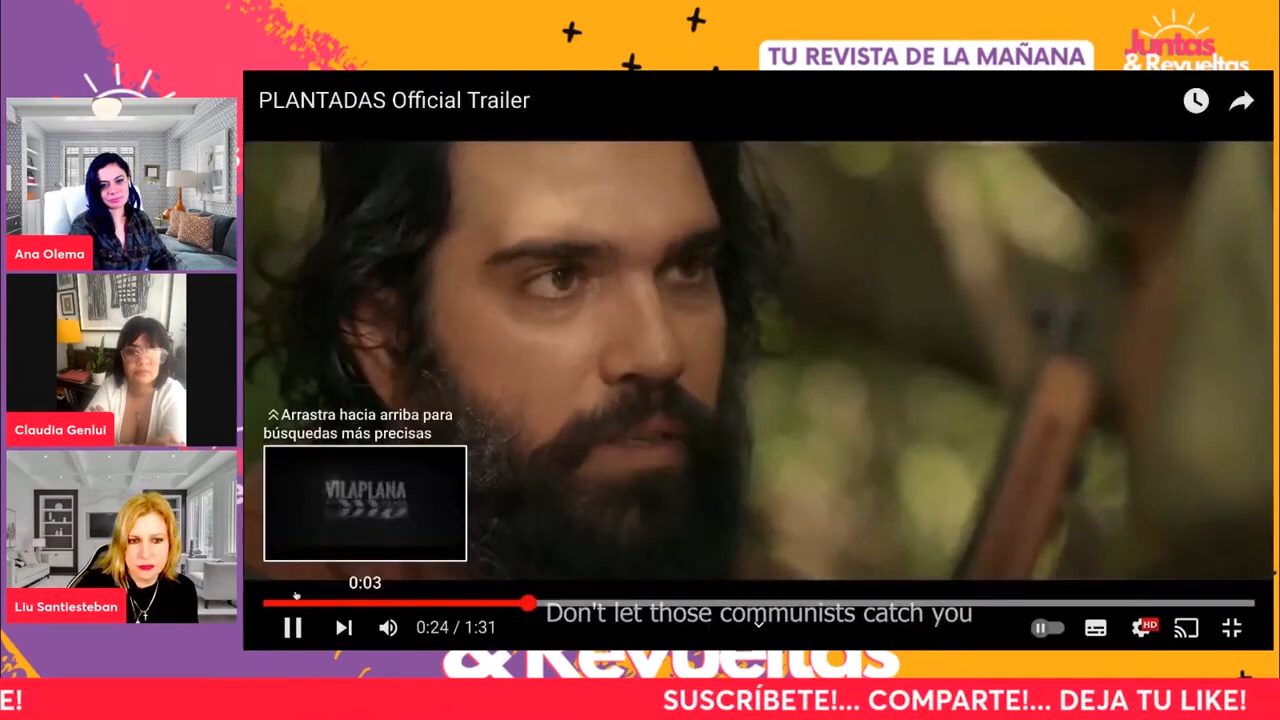 TU REVISTA DE LA MAÑANA
Juntas
& Revueltas
PLANTADAS Official Trailer
Ana Olema
Claudia Genlui
Liu Santiesteban
Arrastra hacia arriba para
búsquedas más precisas
VILAPLANA
0:03
Don't let those communists catch you
0:24 / 1:31
HD
& Revueltas
E!
SUSCRÍBETE!... COMPARTE!... DEJA TU LIKE!